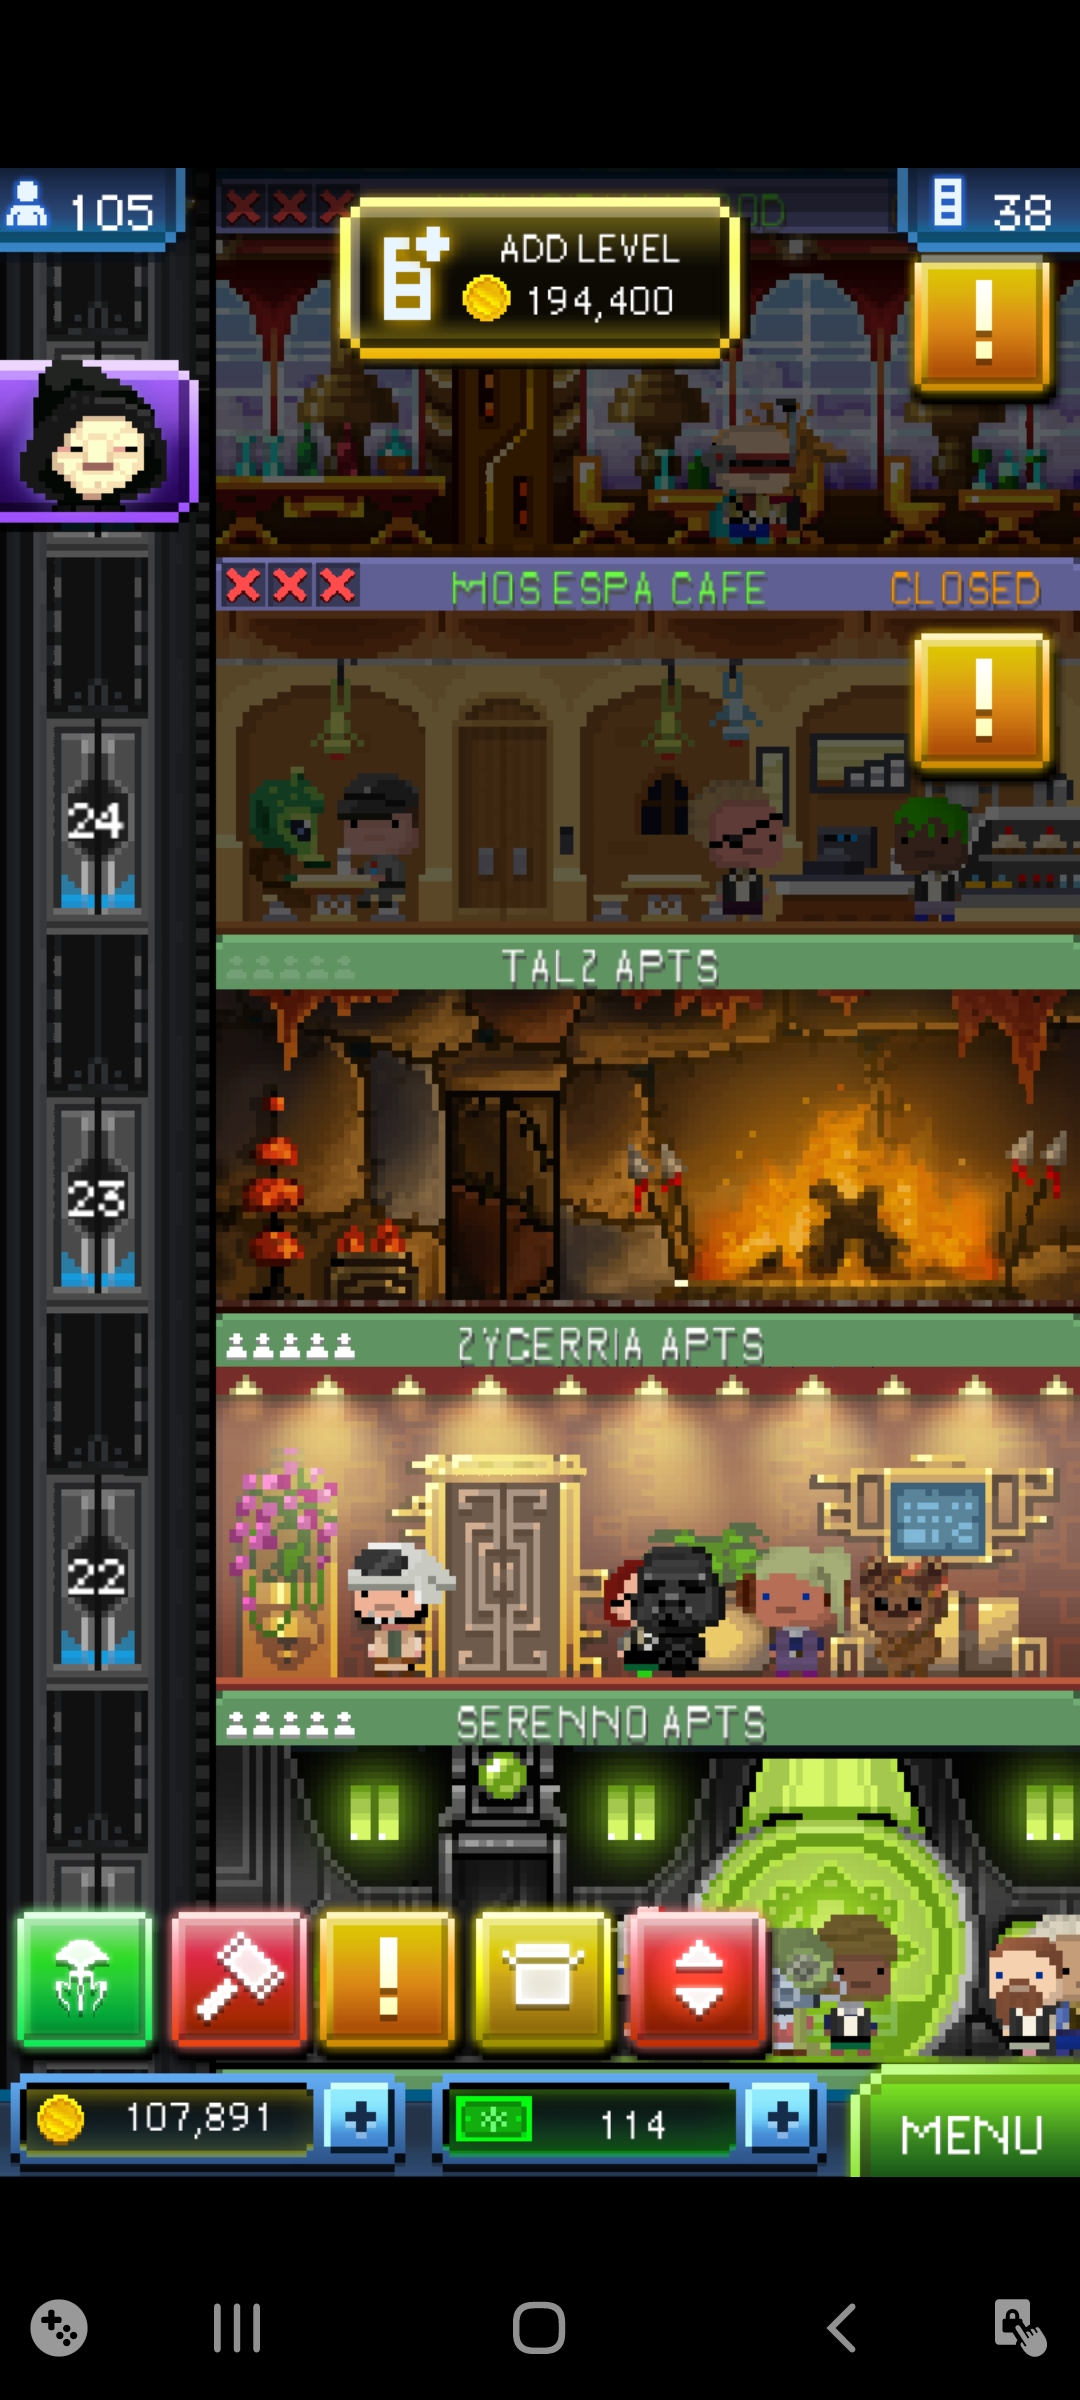 105
38
ADD LEVEL
194,400
MOS ESPA CAFE
CLOSED
24
TALZ APTS
23
ZYGERRIA APTS
22
SERENNO APTS
107,891
114
MENU